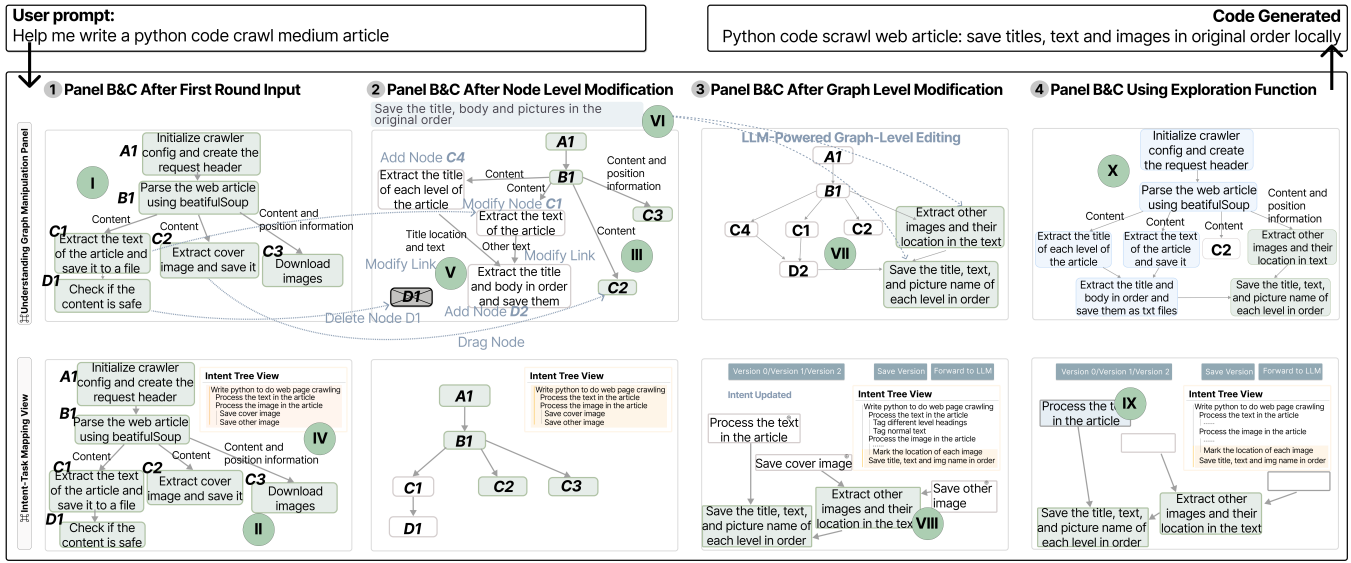 User prompt:
Help me write a python code crawl medium article
Code Generated
Python code scrawl web article: save titles, text and images in original order locally
1 Panel B&C After First Round Input
2 Panel B&C After Node Level Modification
3 Panel B&C After Graph Level Modification
4 Panel B&C Using Exploration Function
⌘Understanding Graph Manipulation Panel
I
A1
Initialize crawler
config and create the
request header
B1
Parse the web article
using beatifulSoup
Content
Content
Content and
position information
C1
Extract the text
of the article and
save it to a file
C2
Extract cover
image and save it
C3
Download
images
D1
Check if the
content is safe
Save the title, body and pictures in the
original order
VI
A1
Add Node C4
Extract the title
of each level of
the article
Content
B1
Content and
position
information
Content
Modify Node C1
Extract the text
of the article
C3
Content
Title location
and text
Other text
Modify Link
Modify Link
V
III
Extract the title
and body in order
and save them
D1
C2
Add Node D2
Delete Node D1
Drag Node
LLM-Powered Graph-Level Editing
A1
B1
C4
C1
C2
Extract other
images and their
location in the text
VII
D2
Save the title, text,
and picture name of
each level in order
X
Initialize crawler
config and create
the request header
Parse the web article
using beatifulSoup
Content and
position
information
Content
Content
Content
Extract the title
of each level of
the article
Extract the text
of the article
and save it
C2
Extract other
images and their
location in text
Extract the title and
body in order and
save them as txt files
Save the title, text,
and picture name of
each level in order
⌘Intent-Task Mapping View
A1
Initialize crawler
config and create the
request header
B1
Parse the web article
using beatifulSoup
Content
Content
Content and
position information
C1
Extract the text
of the article and
save it to a file
C2
Extract cover
image and save it
C3
Download
images
D1
Check if the
content is safe
II
Intent Tree View
Write python to do web page crawling
Process the text in the article
Process the image in the article
Save cover image
Save other image
IV
A1
B1
C1
C2
C3
D1
Intent Tree View
Write python to do web page crawling
Process the text in the article
Process the image in the article
Save cover image
Save other image
Version 0/Version 1/Version 2
Save Version
Forward to LLM
Intent Updated
Process the text
in the article
Save cover image
Extract other
images and their
location in the text
Save other
image
Save the title, text,
and picture name of
each level in order
VIII
Intent Tree View
Write python to do web page crawling
Process the text in the article
Tag different level headings
Tag normal text
Process the image in the article
......
Mark the location of each image
Save title, text and img name in order
Version 0/Version 1/Version 2
Save Version
Forward to LLM
Process the
in the article
IX
Extract other
images and their
location in the text
Save the title, text,
and picture name of
each level in order
Intent Tree View
Write python to do web page crawling
Process the text in the article
......
Process the image in the article
......
Mark the location of each image
Save title, text and img name in order